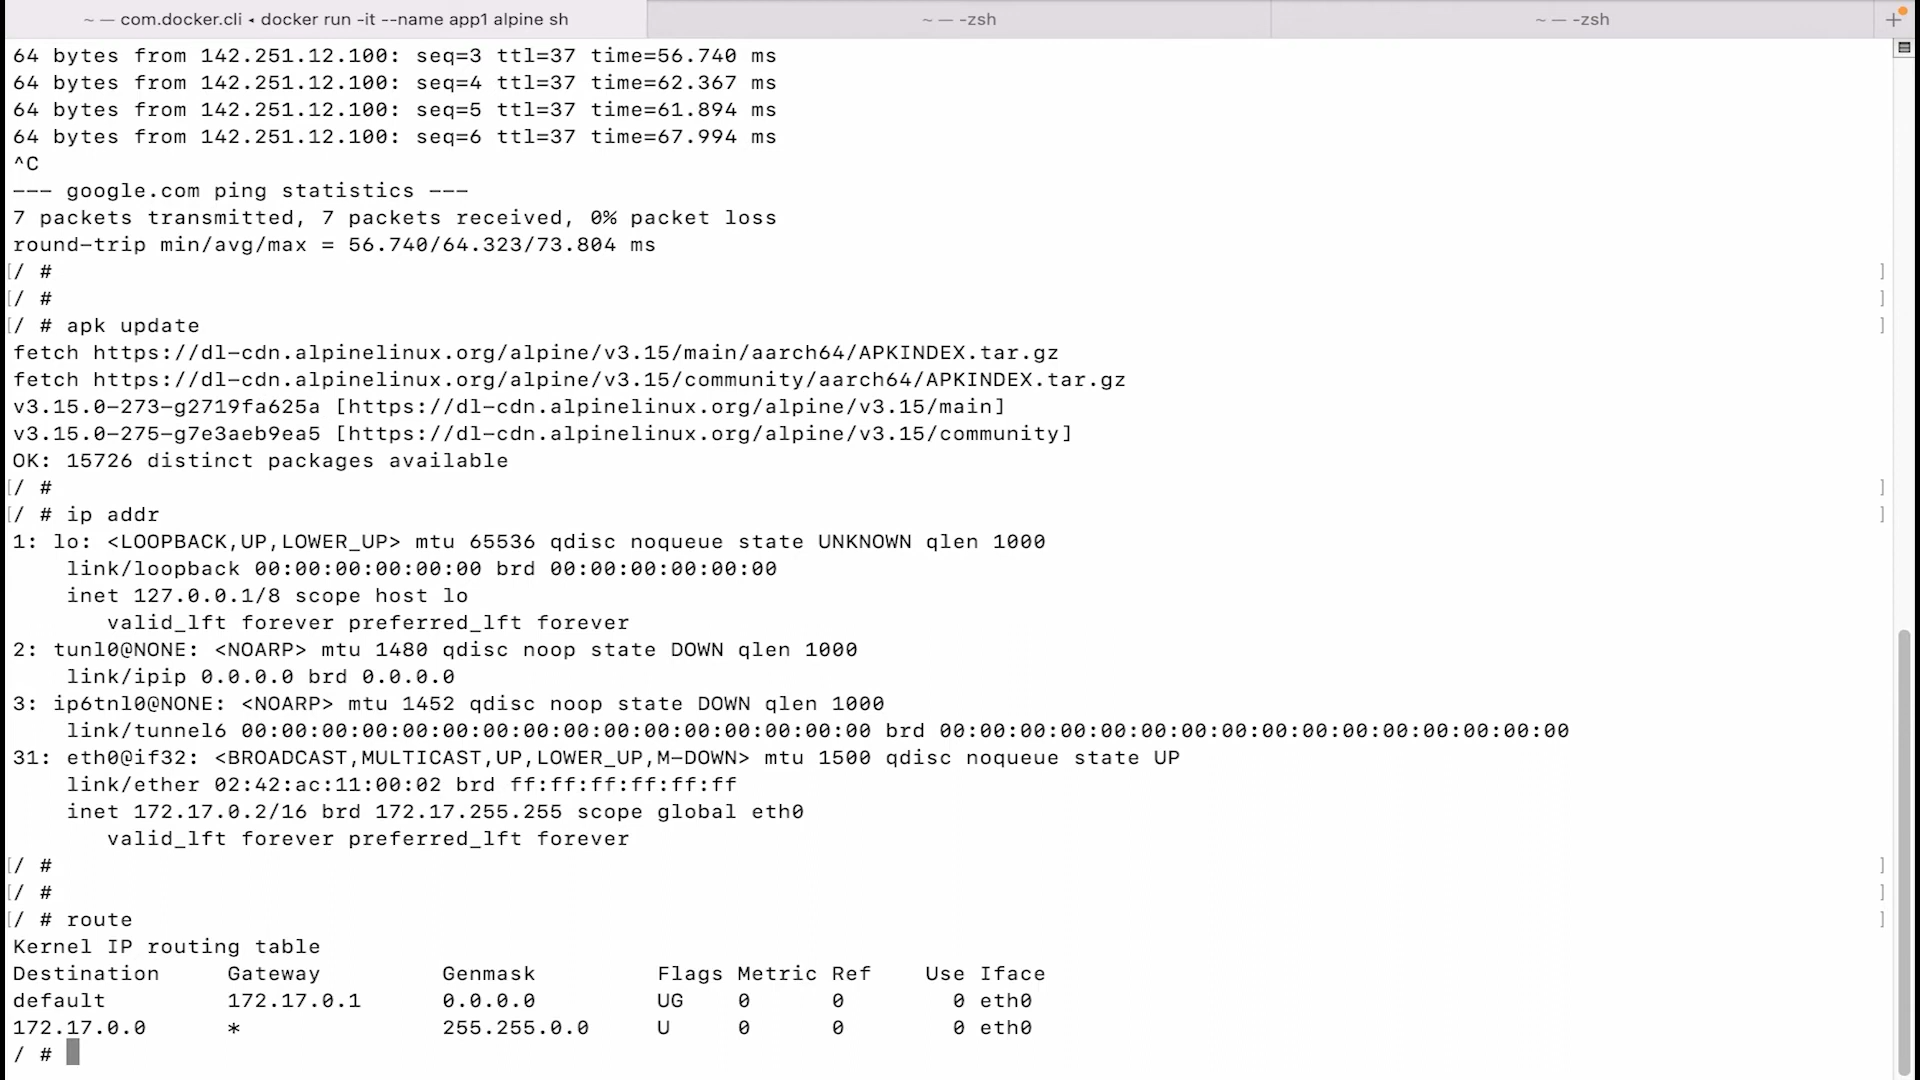 ~ — com.docker.cli ◂ docker run -it --name app1 alpine sh
~ — -zsh
~ — -zsh
+
64 bytes from 142.251.12.100: seq=3 ttl=37 time=56.740 ms
64 bytes from 142.251.12.100: seq=4 ttl=37 time=62.367 ms
64 bytes from 142.251.12.100: seq=5 ttl=37 time=61.894 ms
64 bytes from 142.251.12.100: seq=6 ttl=37 time=67.994 ms
^C
--- google.com ping statistics ---
7 packets transmitted, 7 packets received, 0% packet loss
round-trip min/avg/max = 56.740/64.323/73.804 ms
[/ # ]
[/ # ]
[/ # apk update ]
fetch https://dl-cdn.alpinelinux.org/alpine/v3.15/main/aarch64/APKINDEX.tar.gz
fetch https://dl-cdn.alpinelinux.org/alpine/v3.15/community/aarch64/APKINDEX.tar.gz
v3.15.0-273-g2719fa625a [https://dl-cdn.alpinelinux.org/alpine/v3.15/main]
v3.15.0-275-g7e3aeb9ea5 [https://dl-cdn.alpinelinux.org/alpine/v3.15/community]
OK: 15726 distinct packages available
[/ # ]
[/ # ip addr ]
1: lo: <LOOPBACK,UP,LOWER_UP> mtu 65536 qdisc noqueue state UNKNOWN qlen 1000
    link/loopback 00:00:00:00:00:00 brd 00:00:00:00:00:00
    inet 127.0.0.1/8 scope host lo
       valid_lft forever preferred_lft forever
2: tunl0@NONE: <NOARP> mtu 1480 qdisc noop state DOWN qlen 1000
    link/ipip 0.0.0.0 brd 0.0.0.0
3: ip6tnl0@NONE: <NOARP> mtu 1452 qdisc noop state DOWN qlen 1000
    link/tunnel6 00:00:00:00:00:00:00:00:00:00:00:00:00:00:00:00 brd 00:00:00:00:00:00:00:00:00:00:00:00:00:00:00:00
31: eth0@if32: <BROADCAST,MULTICAST,UP,LOWER_UP,M-DOWN> mtu 1500 qdisc noqueue state UP
    link/ether 02:42:ac:11:00:02 brd ff:ff:ff:ff:ff:ff
    inet 172.17.0.2/16 brd 172.17.255.255 scope global eth0
       valid_lft forever preferred_lft forever
[/ # ]
[/ # ]
[/ # route ]
Kernel IP routing table
Destination     Gateway         Genmask         Flags Metric Ref    Use Iface
default         172.17.0.1      0.0.0.0         UG    0      0        0 eth0
172.17.0.0      *               255.255.0.0     U     0      0        0 eth0
/ #